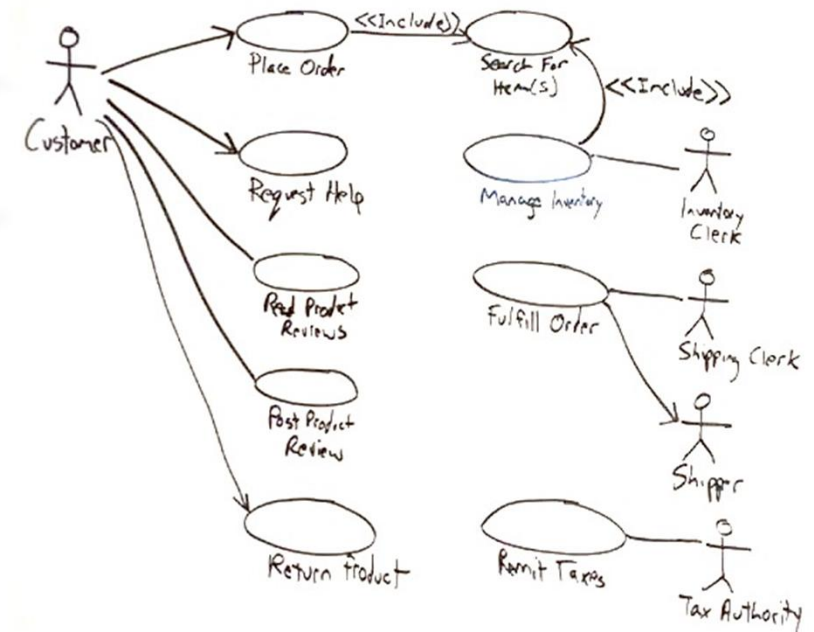 <<Include>>
Place Order
Search For
Item(s)
<<Include>>
Customer
Request Help
Manage Inventory
Inventory
Clerk
Read Product
Reviews
Fulfill Order
Shipping Clerk
Post Product
Review
Shipper
Return Product
Remit Taxes
Tax Authority